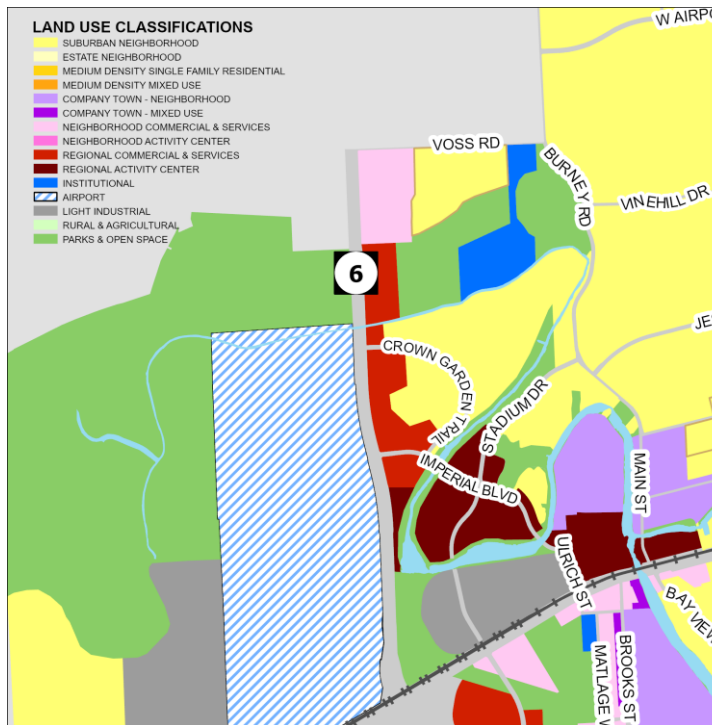 LAND USE CLASSIFICATIONS
SUBURBAN NEIGHBORHOOD
ESTATE NEIGHBORHOOD
MEDIUM DENSITY SINGLE FAMILY RESIDENTIAL
MEDIUM DENSITY MIXED USE
COMPANY TOWN - NEIGHBORHOOD
COMPANY TOWN - MIXED USE
NEIGHBORHOOD COMMERCIAL & SERVICES
NEIGHBORHOOD ACTIVITY CENTER
REGIONAL COMMERCIAL & SERVICES
REGIONAL ACTIVITY CENTER
INSTITUTIONAL
AIRPORT
LIGHT INDUSTRIAL
RURAL & AGRICULTURAL
PARKS & OPEN SPACE
W AIRPO
VOSS RD
BURNEY RD
VINEHILL DR
6
JE
CROWN GARDEN TRAIL
STADIUM DR
IMPERIAL BLVD
MAIN ST
ULRICH ST
BAY VIEW
BROOKS ST
MATLAGE W